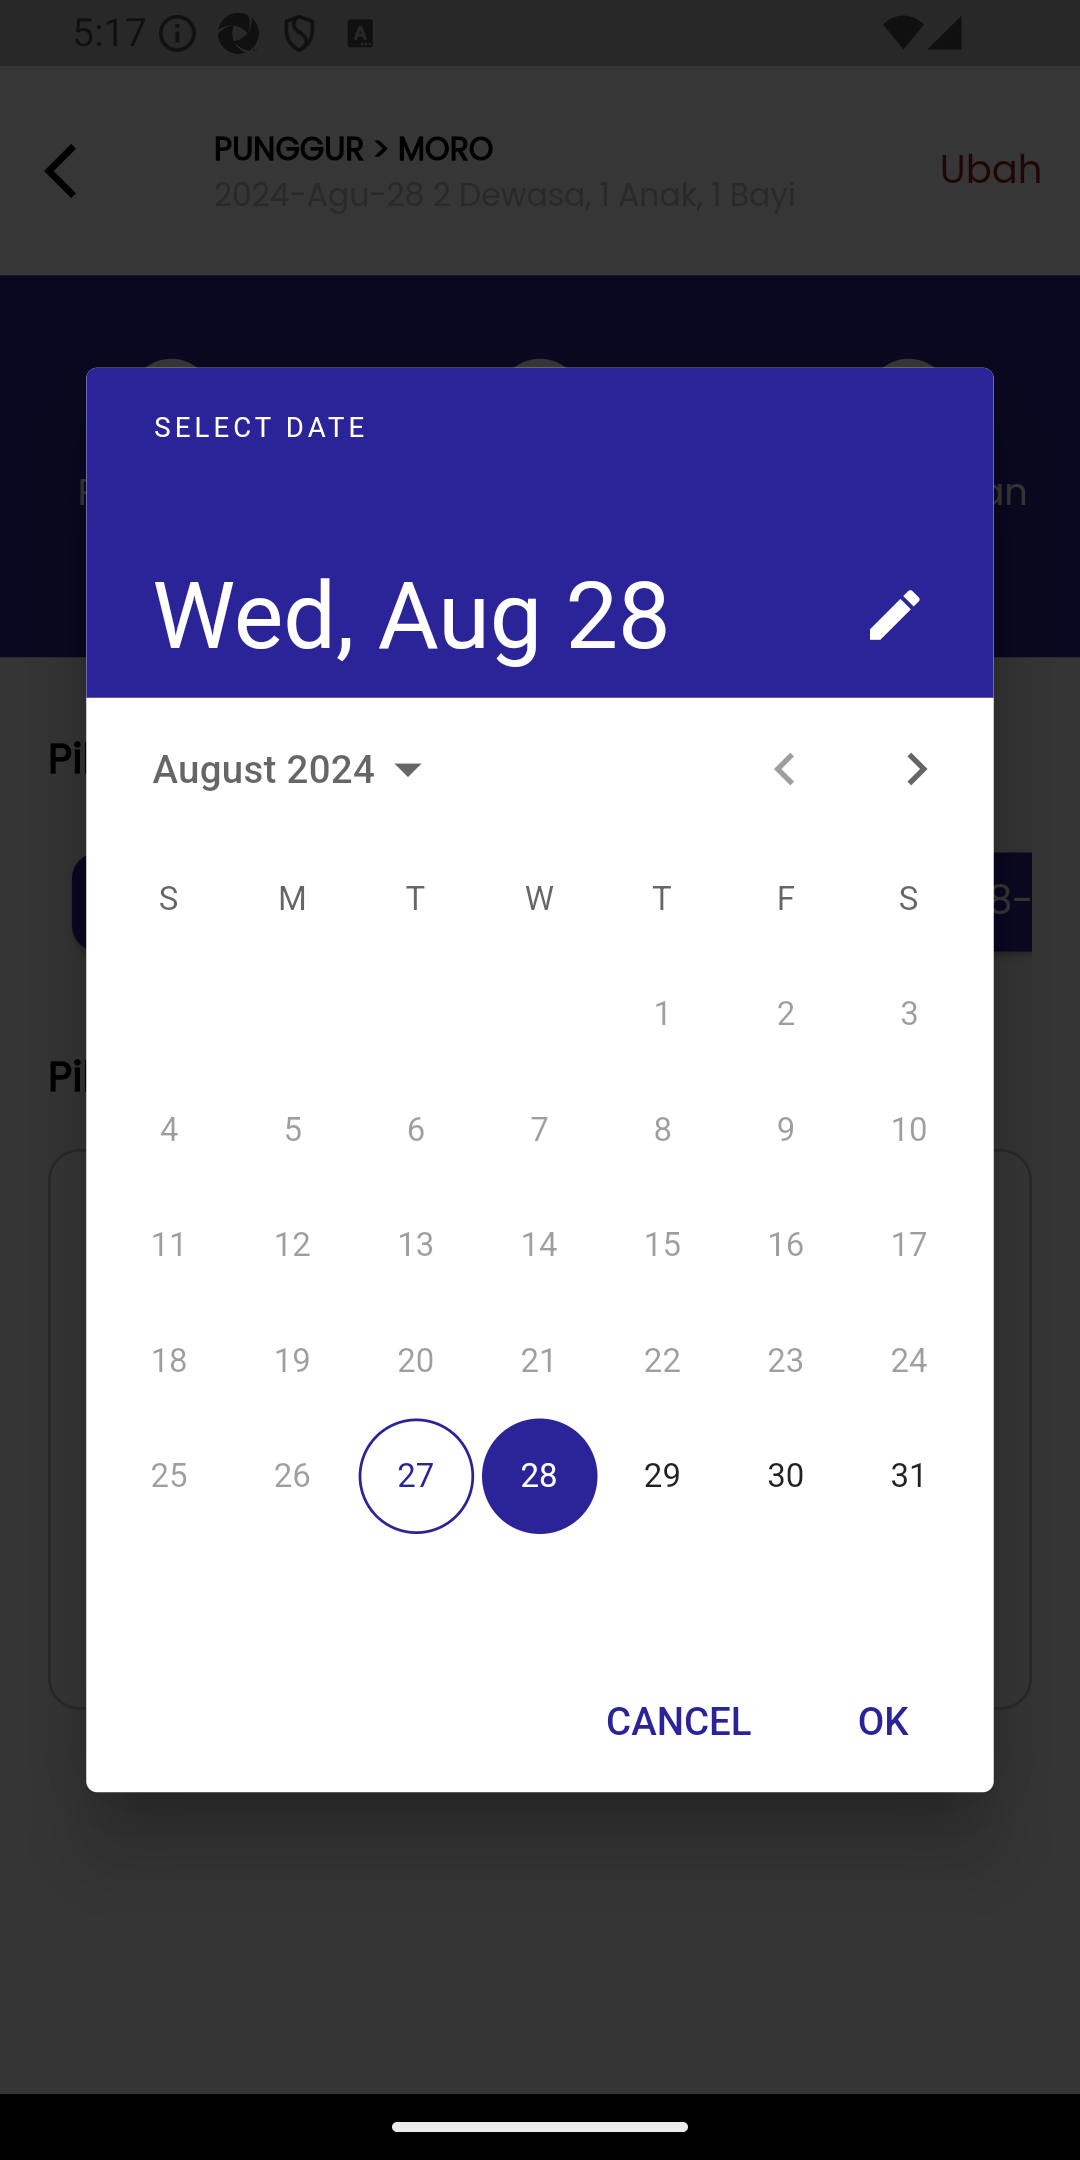 5:17
PUNGGUR > MORO
2024-Agu-28 2 Dewasa, 1 Anak, 1 Bayi
Ubah
SELECT DATE
Wed, Aug 28
August 2024
S M T W T F S
1 2 3
4 5 6 7 8 9 10
11 12 13 14 15 16 17
18 19 20 21 22 23 24
25 26 27 28 29 30 31
CANCEL OK